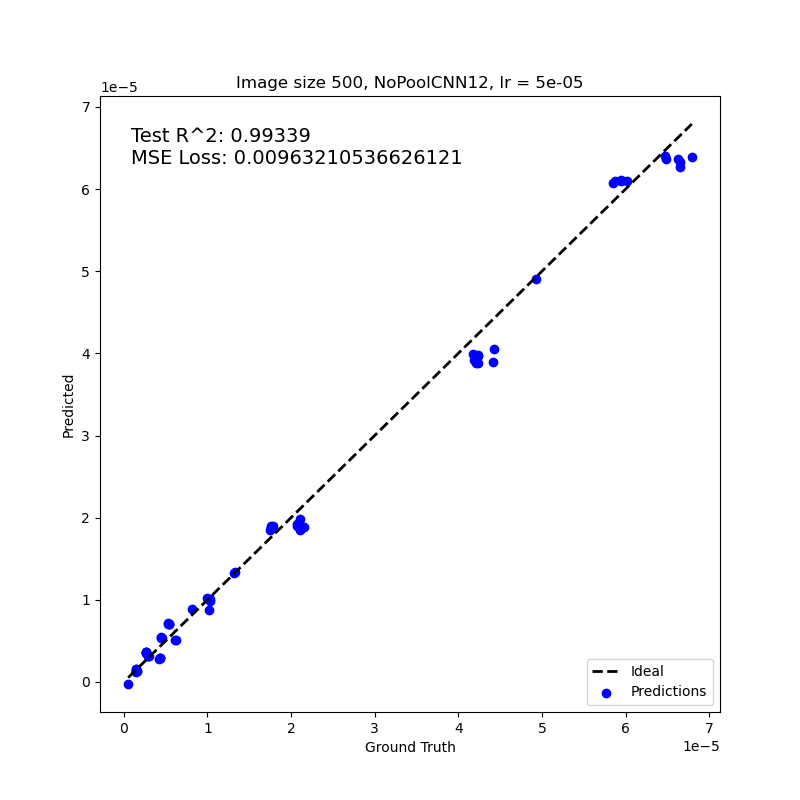 Image size 500, NoPoolCNN12, lr = 5e-05
1e−5
Test R^2: 0.99339
MSE Loss: 0.00963210536626121
7
6
5
4
3
2
1
0
Predicted
Ideal
Predictions
0 1 2 3 4 5 6 7
Ground Truth
1e−5